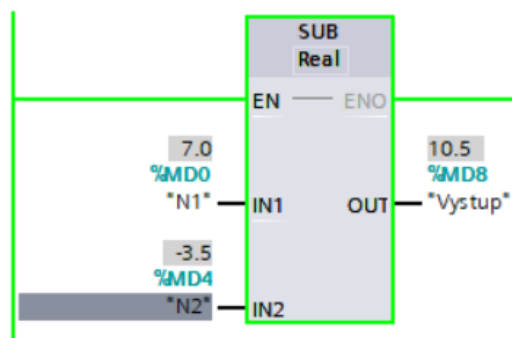 SUB
Real
EN ENO
7.0
%MD0
"N1"
IN1
10.5
%MD8
OUT
"Vystup"
-3.5
%MD4
"N2"
IN2